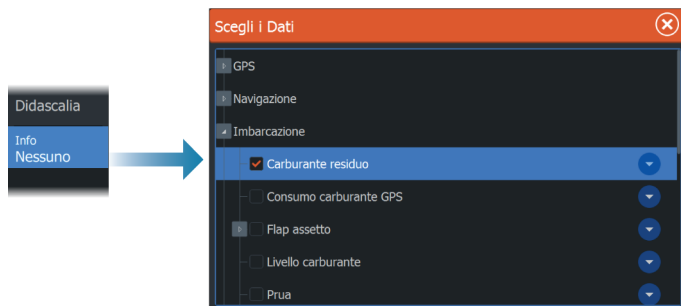 Didascalia
Info
Nessuno
Scegli i Dati
GPS
Navigazione
Imbarcazione
Carburante residuo
Consumo carburante GPS
Flap assetto
Livello carburante
Prua